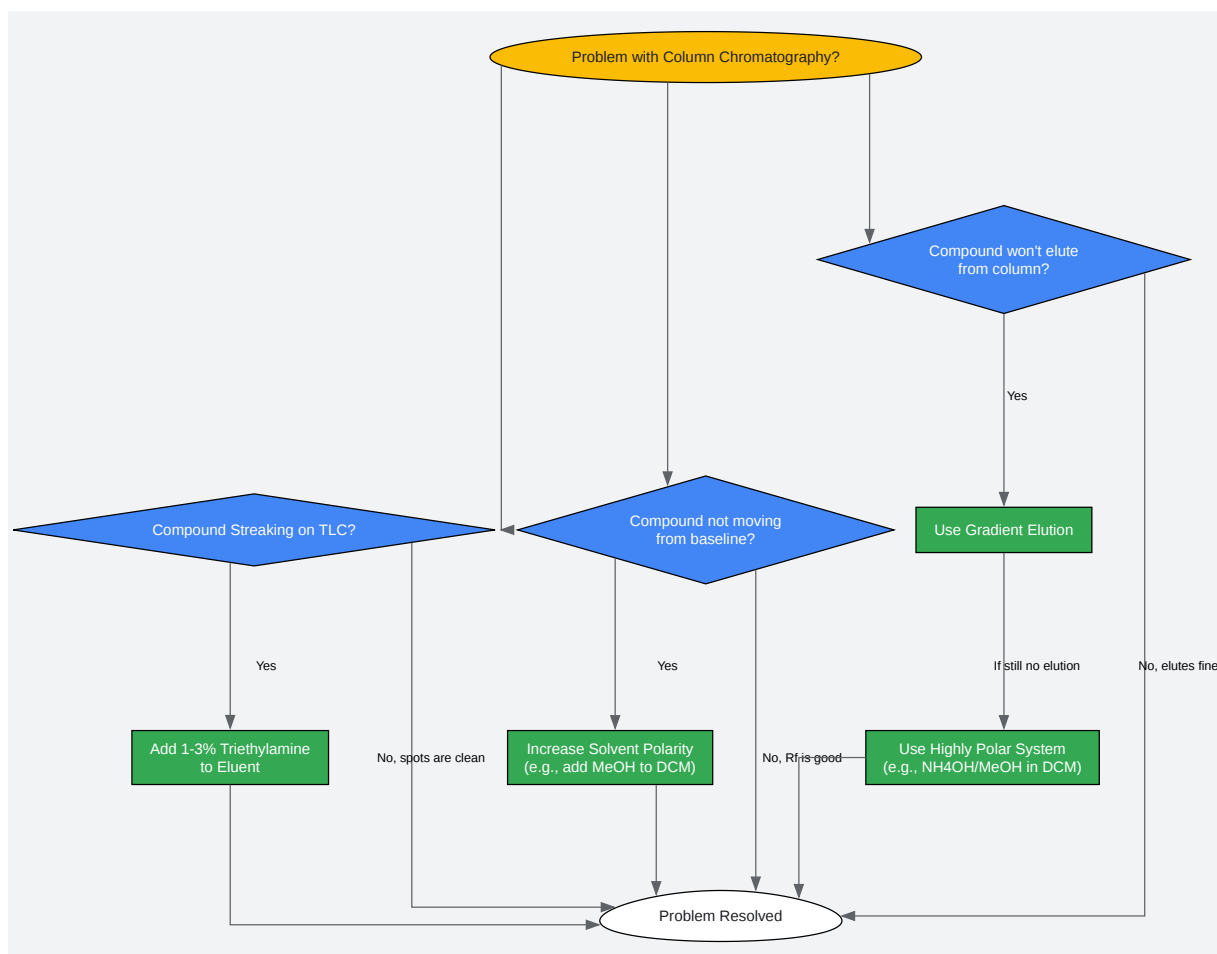 Problem with Column Chromatography?
Compound won't elute
from column?
Yes
Compound Streaking on TLC?
Compound not moving
from baseline?
Use Gradient Elution
Yes
Yes
If still no elution
No, elutes fine
Add 1-3% Triethylamine
to Eluent
No, spots are clean
Increase Solvent Polarity
(e.g., add MeOH to DCM)
No, Rf is good
Use Highly Polar System
(e.g., NH4OH/MeOH in DCM)
Problem Resolved